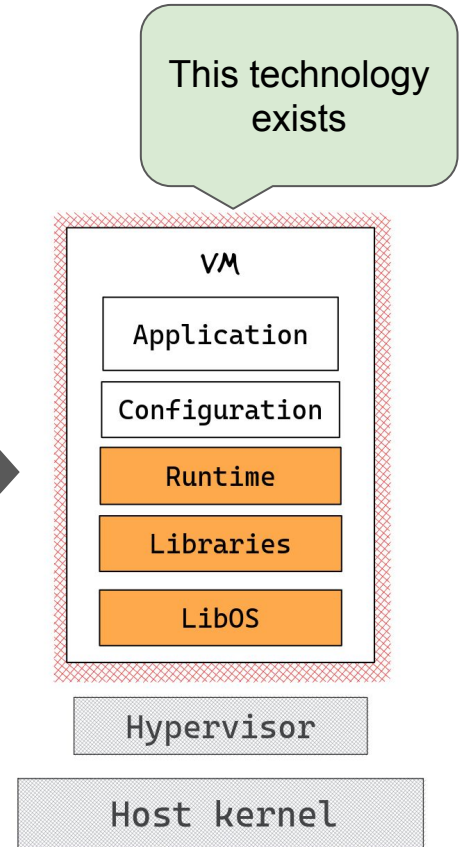 This technology
exists
VM
Application
Configuration
Runtime
Libraries
LibOS
Hypervisor
Host kernel